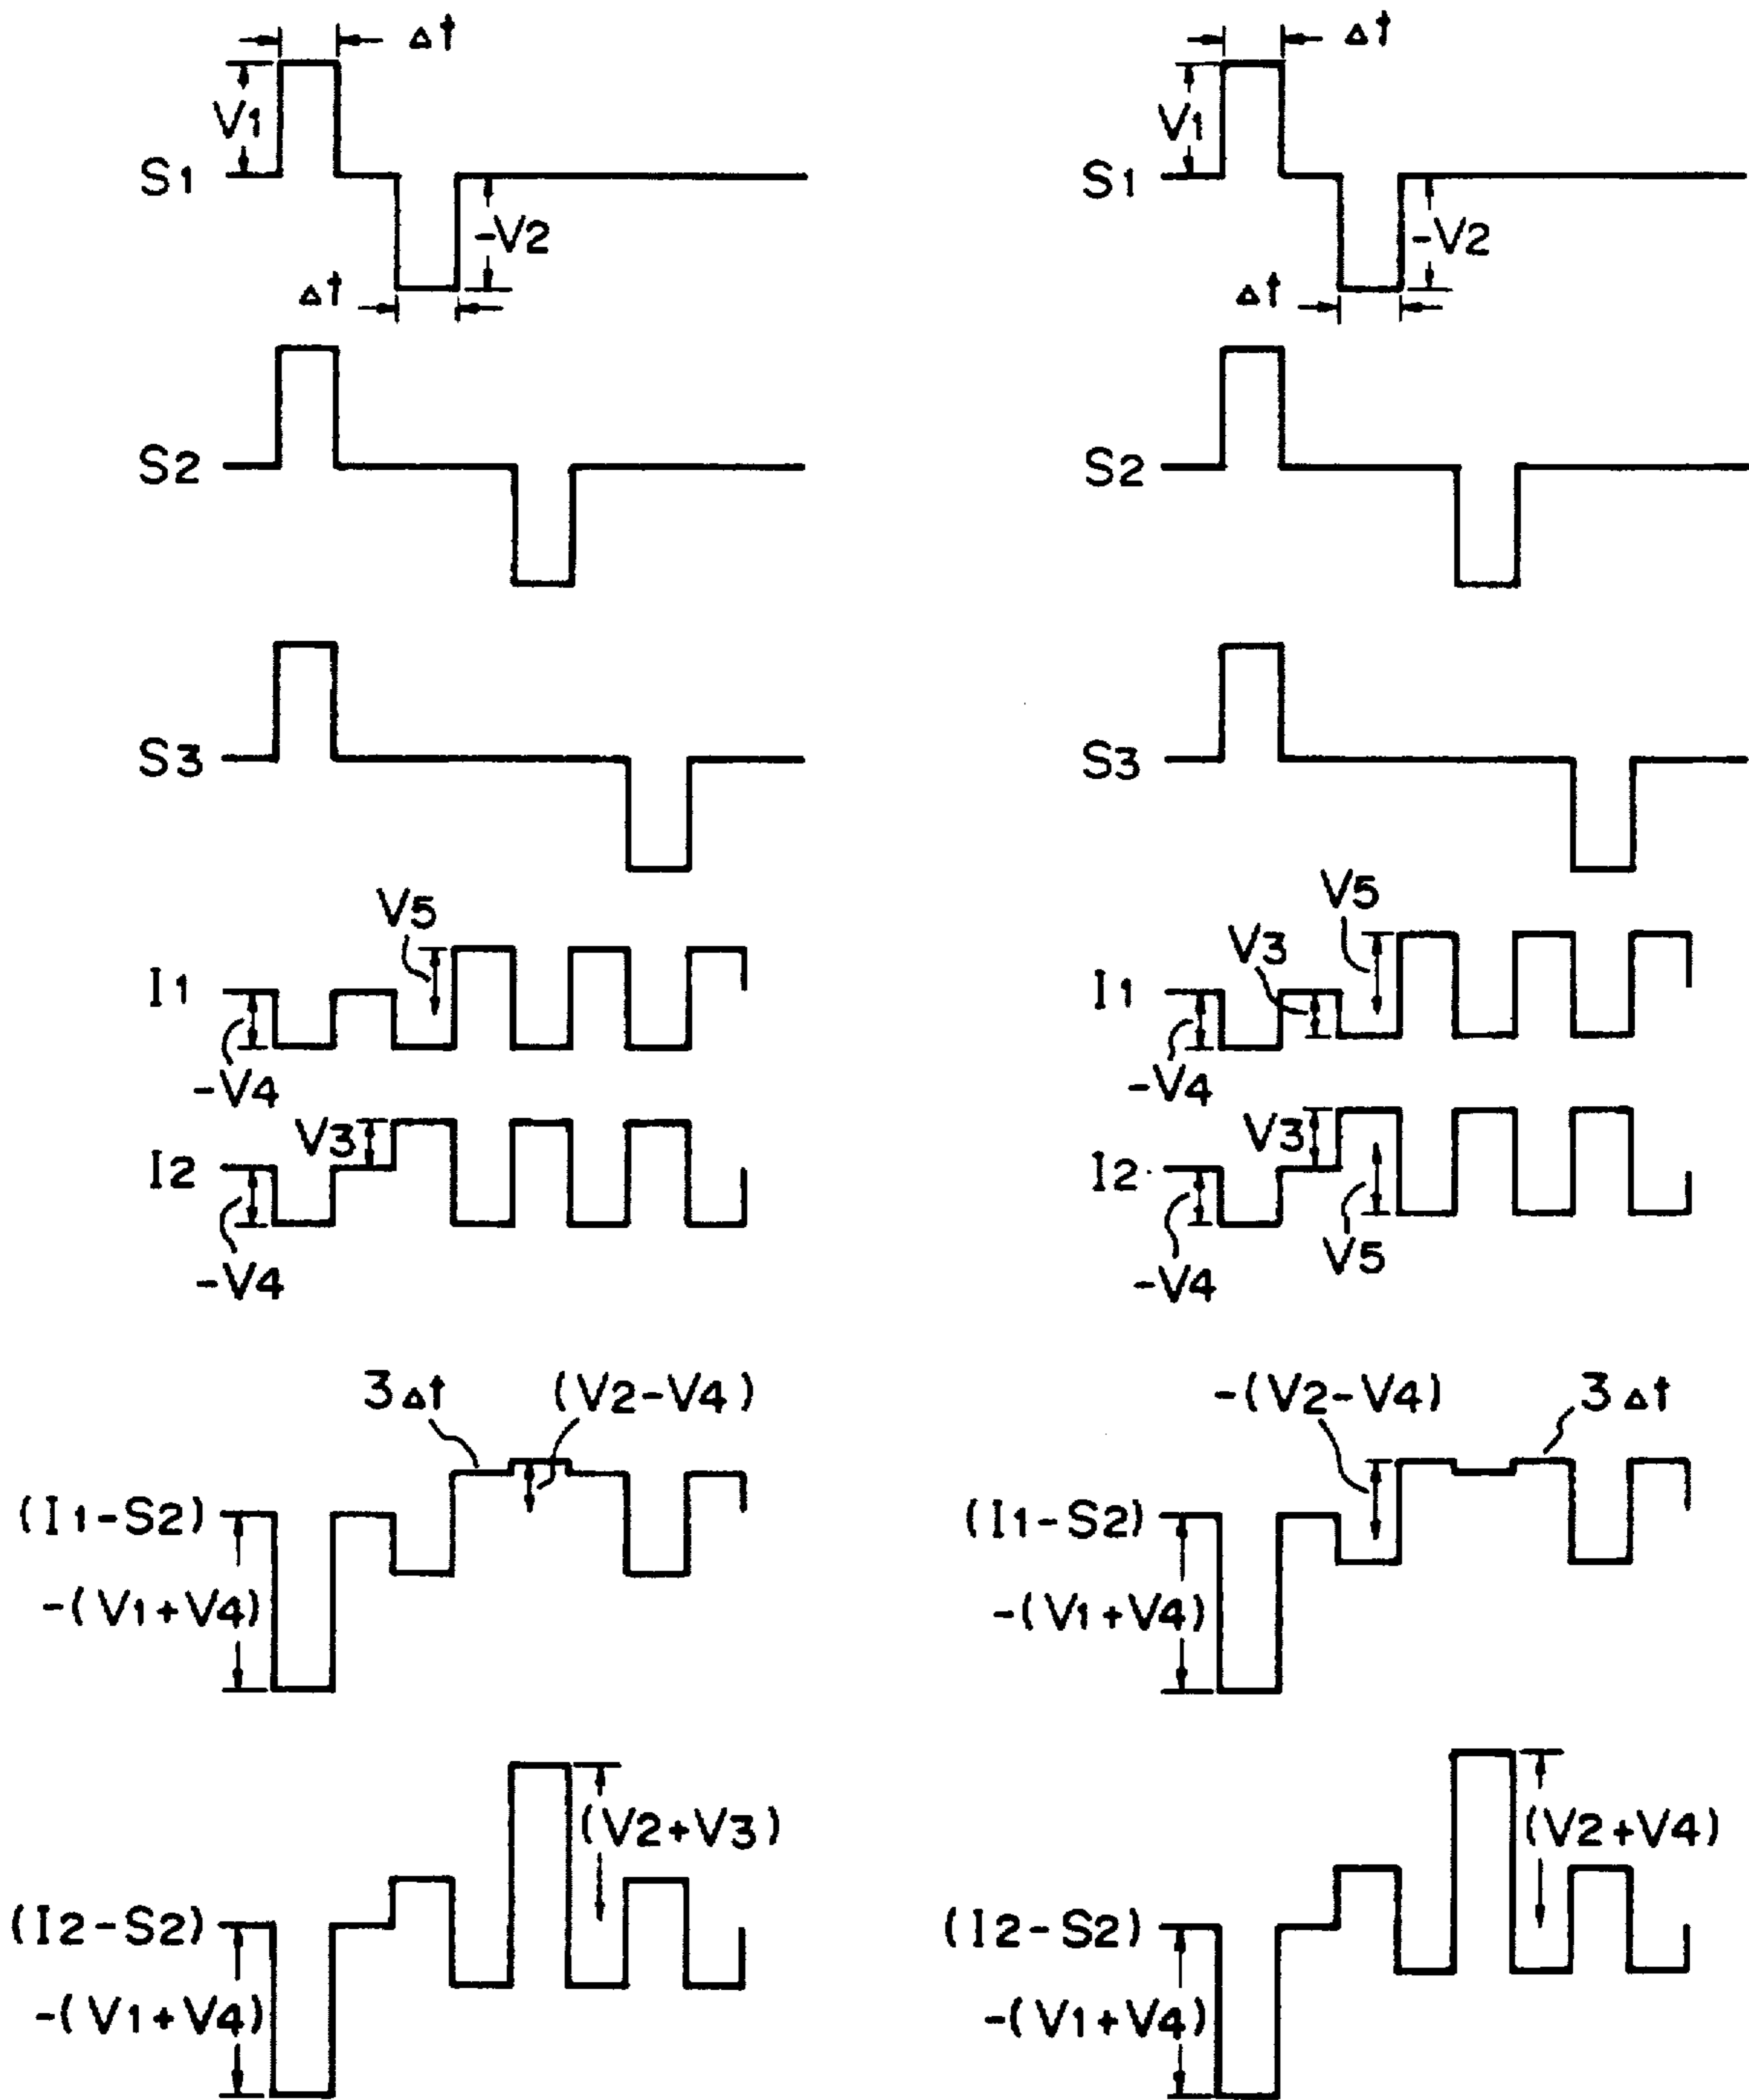 Δt
V1
S1
-V2
Δt
S2
S3
V5
I1
-V4
V3
I2
-V4
3Δt
(V2-V4)
(I1-S2)
-(V1+V4)
(V2+V3)
(I2-S2)
-(V1+V4)
Δt
V1
S1
-V2
Δt
S2
S3
V5
V3
I1
-V4
V3
I2
-V4
V5
-(V2-V4)
3Δt
(I1-S2)
-(V1+V4)
(V2+V4)
(I2-S2)
-(V1+V4)